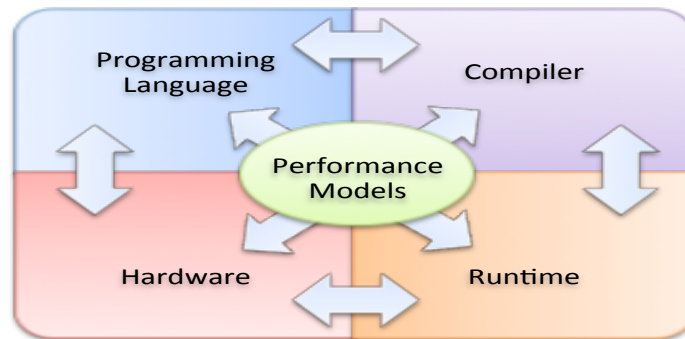 Programming
Language
Compiler
Performance
Models
Hardware
Runtime